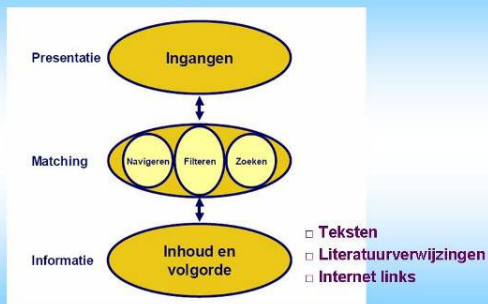 Presentatie
Ingangen
Matching
Navigeren
Filteren
Zoeken
Informatie
Inhoud en
volgorde
Teksten
Literatuurverwijzingen
Internet links